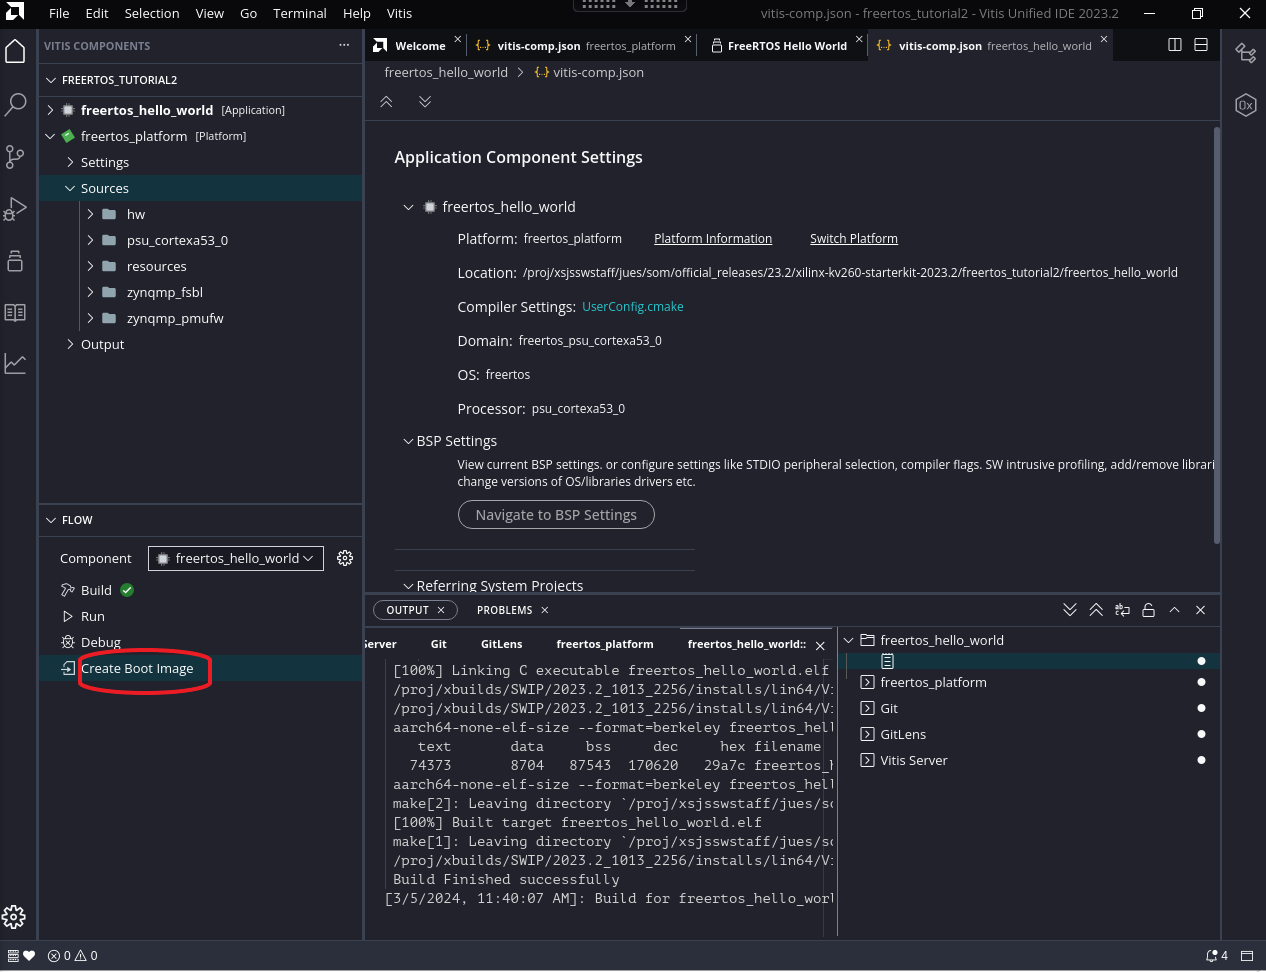 File Edit Selection View Go Terminal Help Vitis
vitis-comp.json - freertos_tutorial2 - Vitis Unified IDE 2023.2
VITIS COMPONENTS
FREERTOS_TUTORIAL2
freertos_hello_world [Application]
freertos_platform [Platform]
Settings
Sources
hw
psu_cortexa53_0
resources
zynqmp_fsbl
zynqmp_pmufw
Output
FLOW
Component freertos_hello_world
Build
Run
Debug
Create Boot Image
Welcome
vitis-comp.json freertos_platform
FreeRTOS Hello World
vitis-comp.json freertos_hello_world
freertos_hello_world > vitis-comp.json
Application Component Settings
freertos_hello_world
Platform: freertos_platform Platform Information Switch Platform
Location: /proj/xsjsswstaff/jues/som/official_releases/23.2/xilinx-kv260-starterkit-2023.2/freertos_tutorial2/freertos_hello_world
Compiler Settings: UserConfig.cmake
Domain: freertos_psu_cortexa53_0
OS: freertos
Processor: psu_cortexa53_0
BSP Settings
View current BSP settings. or configure settings like STDIO peripheral selection, compiler flags. SW intrusive profiling, add/remove librari
change versions of OS/libraries drivers etc.
Navigate to BSP Settings
Referring System Projects
OUTPUT PROBLEMS
Server Git GitLens freertos_platform freertos_hello_world::
[100%] Linking C executable freertos_hello_world.elf
/proj/xbuilds/SWIP/2023.2_1013_2256/installs/lin64/Vi
/proj/xbuilds/SWIP/2023.2_1013_2256/installs/lin64/Vi
aarch64-none-elf-size --format=berkeley freertos_hell
text data bss dec hex filename
74373 8704 87543 170620 29a7c freertos_h
aarch64-none-elf-size --format=berkeley freertos_hell
make[2]: Leaving directory `/proj/xsjsswstaff/jues/so
[100%] Built target freertos_hello_world.elf
make[1]: Leaving directory `/proj/xsjsswstaff/jues/so
/proj/xbuilds/SWIP/2023.2_1013_2256/installs/lin64/Vi
Build Finished successfully
[3/5/2024, 11:40:07 AM]: Build for freertos_hello_worl
freertos_hello_world
freertos_platform
Git
GitLens
Vitis Server
0 0
4
0x